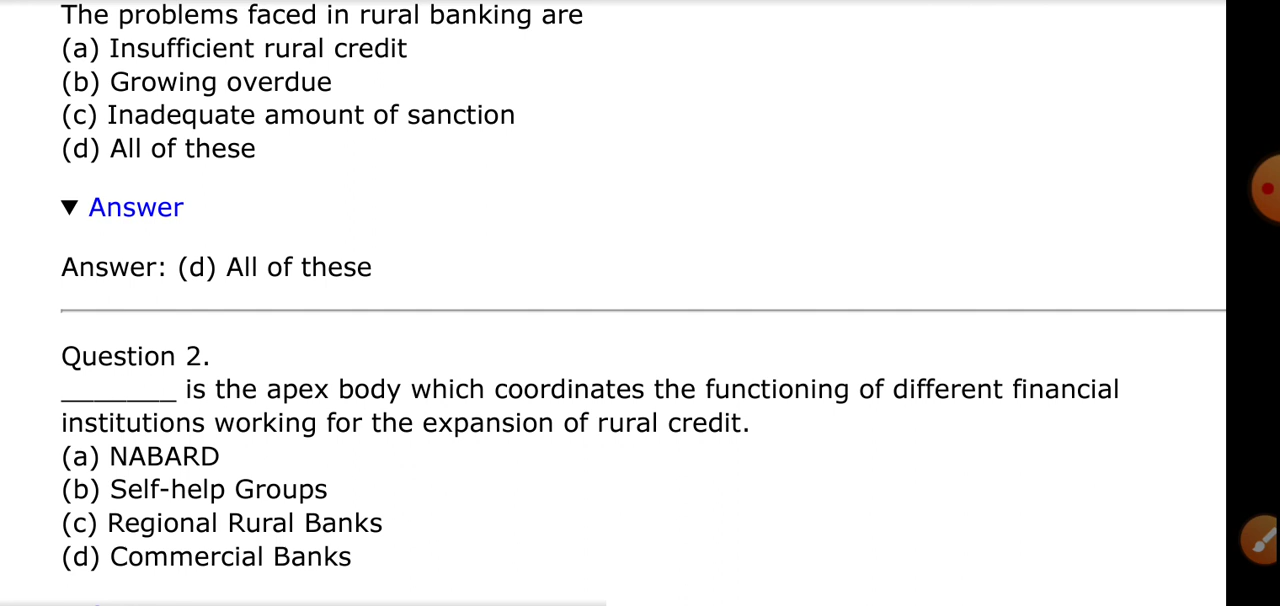 The problems faced in rural banking are
(a) Insufficient rural credit
(b) Growing overdue
(c) Inadequate amount of sanction
(d) All of these
▼ Answer
Answer: (d) All of these
Question 2.
________ is the apex body which coordinates the functioning of different financial
institutions working for the expansion of rural credit.
(a) NABARD
(b) Self-help Groups
(c) Regional Rural Banks
(d) Commercial Banks